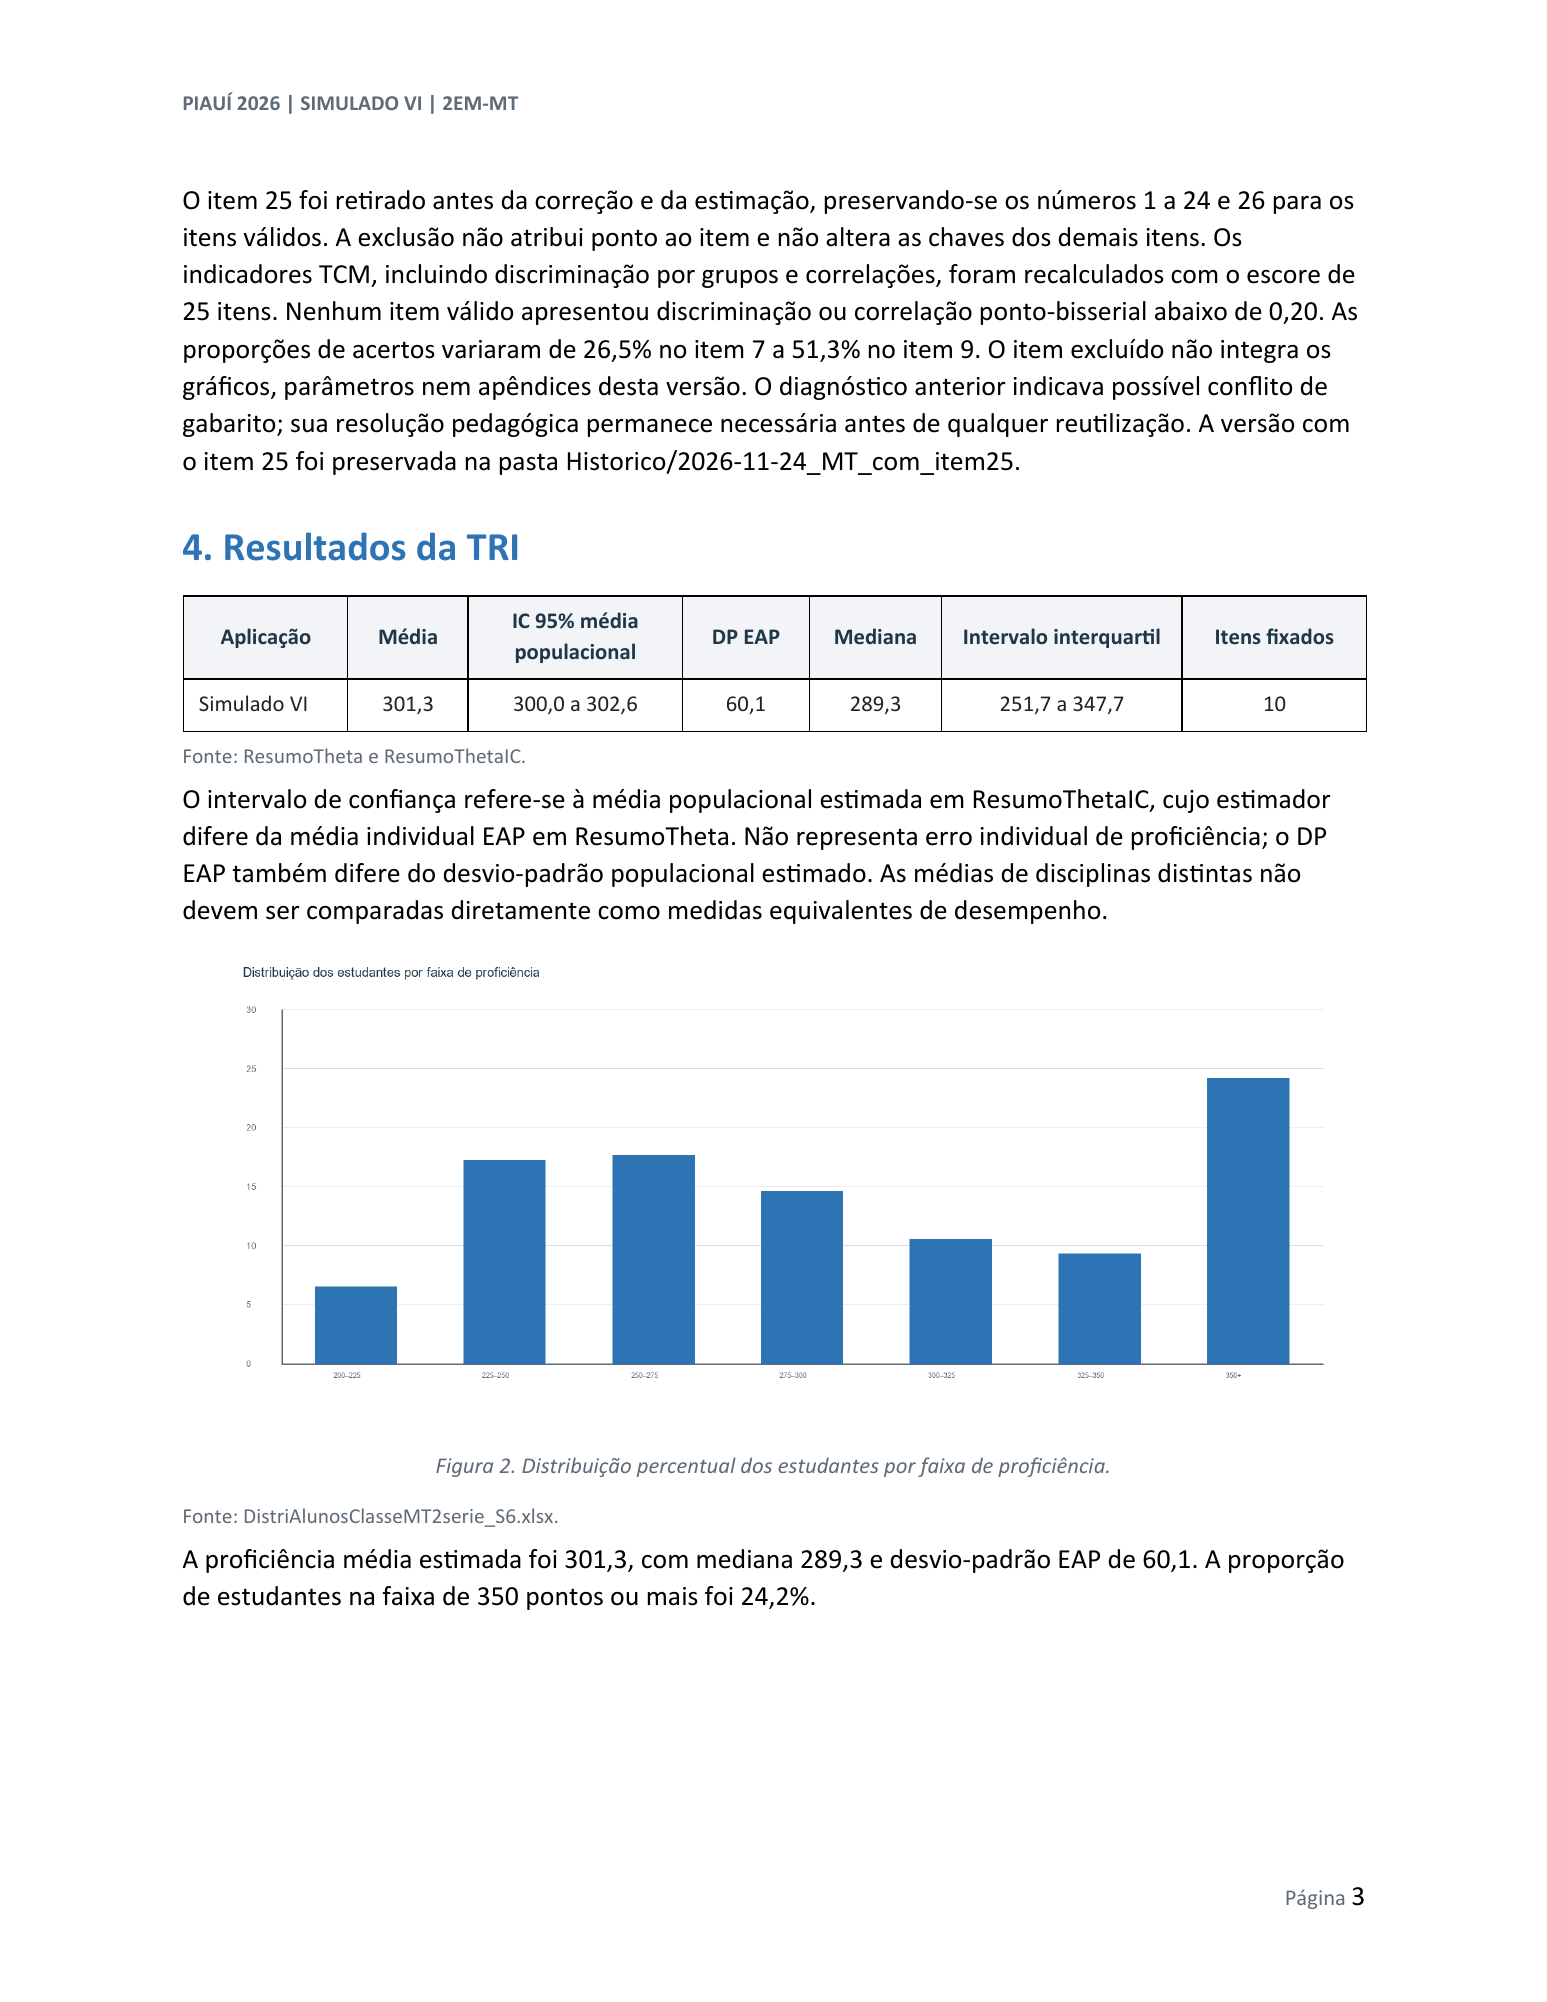 PIAUÍ 2026 | SIMULADO VI | 2EM-MT
O item 25 foi retirado antes da correção e da estimação, preservando-se os números 1 a 24 e 26 para os
itens válidos. A exclusão não atribui ponto ao item e não altera as chaves dos demais itens. Os
indicadores TCM, incluindo discriminação por grupos e correlações, foram recalculados com o escore de
25 itens. Nenhum item válido apresentou discriminação ou correlação ponto-bisserial abaixo de 0,20. As
proporções de acertos variaram de 26,5% no item 7 a 51,3% no item 9. O item excluído não integra os
gráficos, parâmetros nem apêndices desta versão. O diagnóstico anterior indicava possível conflito de
gabarito; sua resolução pedagógica permanece necessária antes de qualquer reutilização. A versão com
o item 25 foi preservada na pasta Historico/2026-11-24_MT_com_item25.
4. Resultados da TRI
Aplicação Média IC 95% média populacional DP EAP Mediana Intervalo interquartil Itens fixados
Simulado VI 301,3 300,0 a 302,6 60,1 289,3 251,7 a 347,7 10
Fonte: ResumoTheta e ResumoThetaIC.
O intervalo de confiança refere-se à média populacional estimada em ResumoThetaIC, cujo estimador
difere da média individual EAP em ResumoTheta. Não representa erro individual de proficiência; o DP
EAP também difere do desvio-padrão populacional estimado. As médias de disciplinas distintas não
devem ser comparadas diretamente como medidas equivalentes de desempenho.
Distribuição dos estudantes por faixa de proficiência
30
25
20
15
10
5
0
200–225 225–250 250–275 275–300 300–325 325–350 350+
Figura 2. Distribuição percentual dos estudantes por faixa de proficiência.
Fonte: DistriAlunosClasseMT2serie_S6.xlsx.
A proficiência média estimada foi 301,3, com mediana 289,3 e desvio-padrão EAP de 60,1. A proporção
de estudantes na faixa de 350 pontos ou mais foi 24,2%.
Página 3